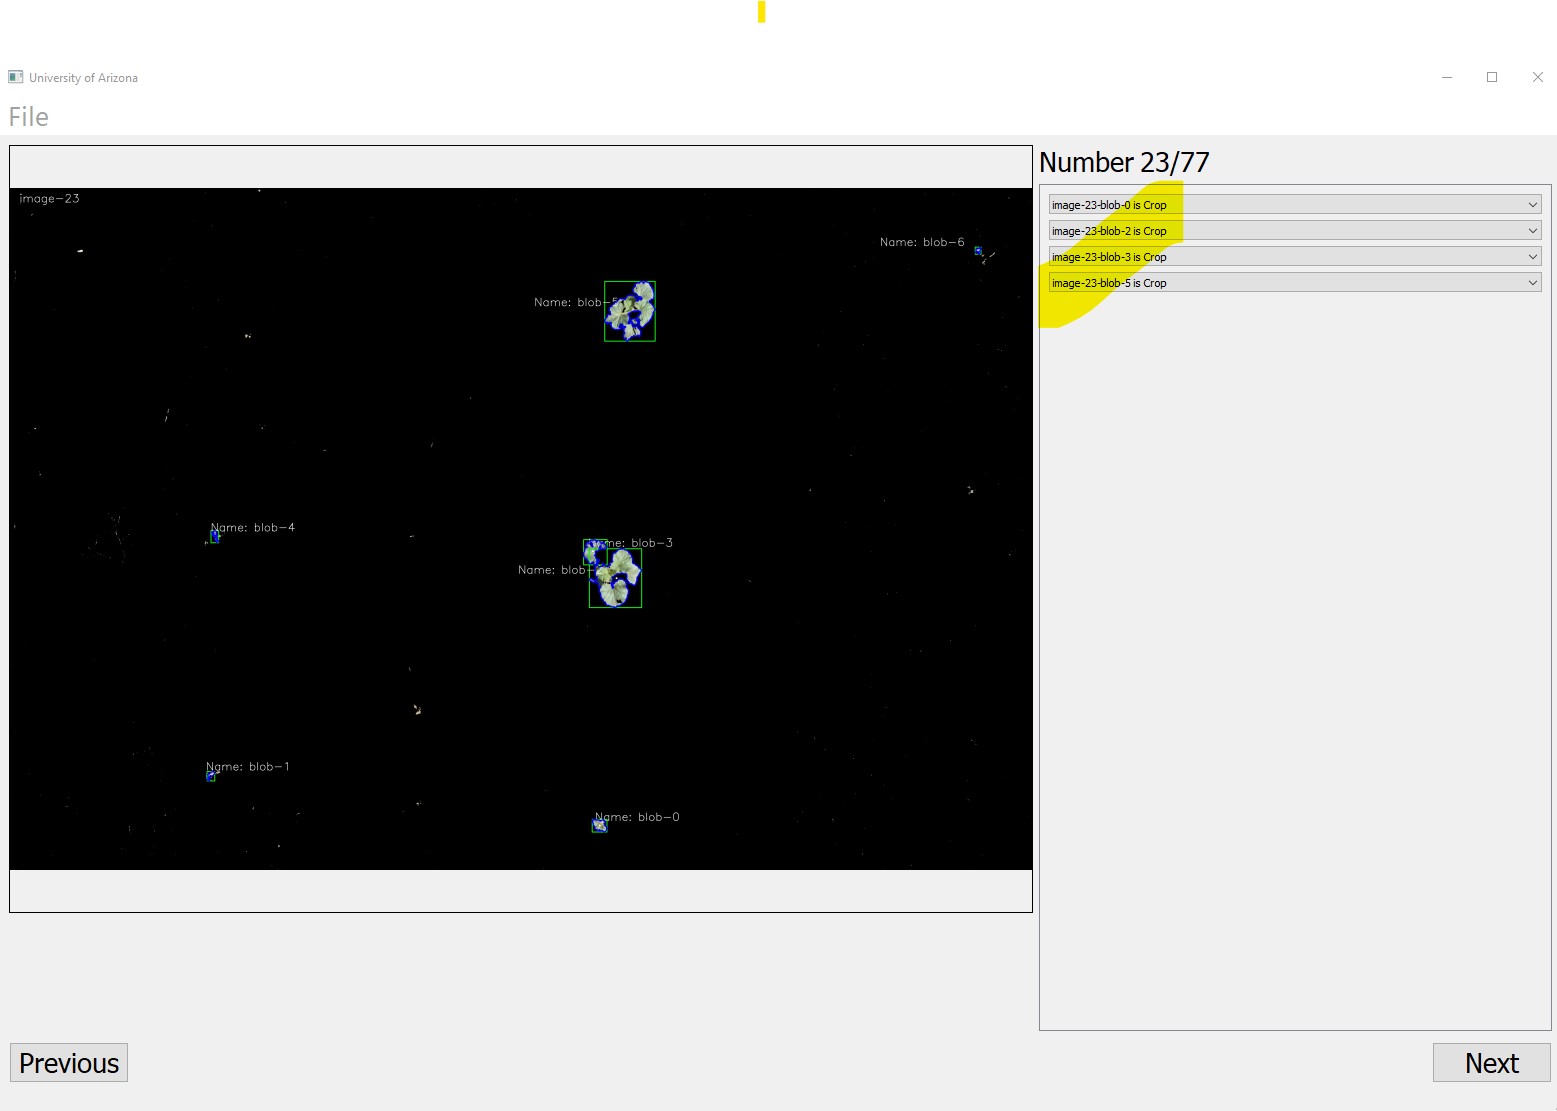 University of Arizona
File
Number 23/77
image-23
image-23-blob-0 is Crop
image-23-blob-2 is Crop
image-23-blob-3 is Crop
image-23-blob-5 is Crop
Name: blob-6
Name: blob-5
Name: blob-4
Name: blob-3
Name: blob-
Name: blob-1
Name: blob-0
Previous
Next